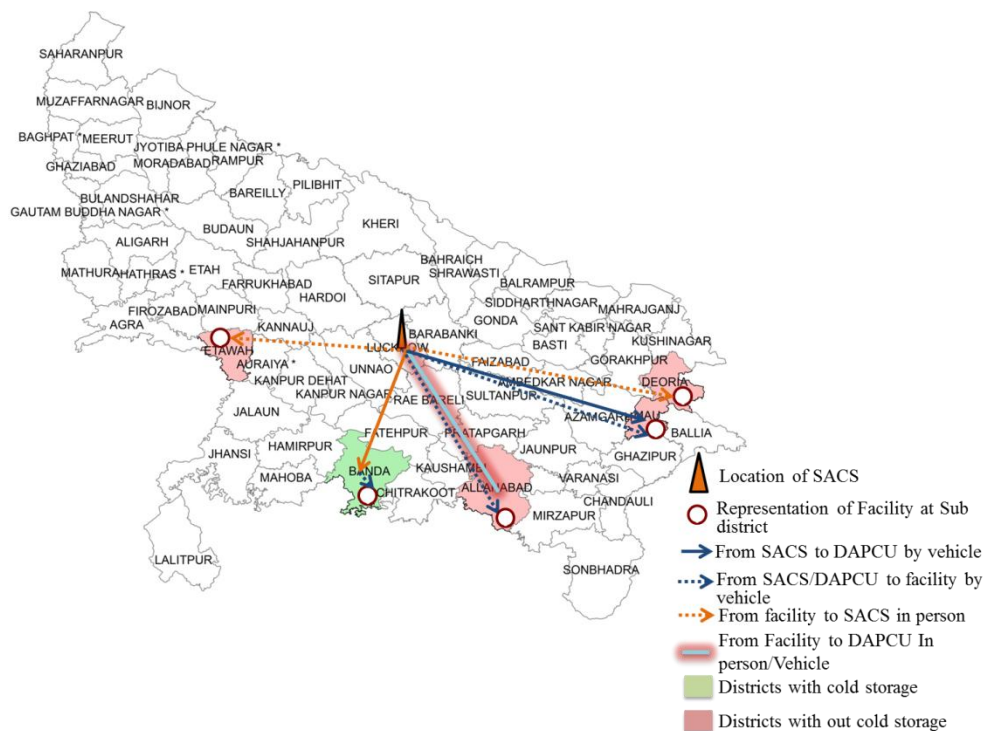 SAHARANPUR
MUZAFFARNAGAR
BIJNOR
BAGHPAT *
MEERUT
JYOTIBA PHULE NAGAR *
GHAZIABAD
MORADABAD
RAMPUR
BULANDSHAHAR
BAREILLY
PILIBHIT
GAUTAM BUDDHA NAGAR *
BUDAUN
KHERI
ALIGARH
SHAHJAHANPUR
BAHRAICH
MATHURA
HATHRAS *
ETAH
SITAPUR
SHRAWASTI
BALRAMPUR
FARRUKHABAD
HARDOI
SIDDHARTHNAGAR
MAHRAJGANJ
FIROZABAD
MAINPURI
GONDA
AGRA
KANNAUJ
BARABANKI
SANT KABIR NAGAR
KUSHINAGAR
ETAWAH
LUCKNOW
BASTI
AURAIYA *
UNNAO
FAIZABAD
GORAKHPUR
KANPUR DEHAT
AMBEDKAR NAGAR
DEORIA
KANPUR NAGAR
RAE BARELI
SULTANPUR
JALAUN
AZAMGARH
MAU
FATEHPUR
PRATAPGARH
BALLIA
JHANSI
HAMIRPUR
JAUNPUR
GHAZIPUR
MAHOBA
BANDA
KAUSHAMBI
VARANASI
CHITRAKOOT
ALLAHABAD
CHANDAULI
MIRZAPUR
LALITPUR
SONBHADRA
Location of SACS
Representation of Facility at Sub
district
From SACS to DAPCU by vehicle
From SACS/DAPCU to facility by
vehicle
From facility to SACS in person
From Facility to DAPCU In
person/Vehicle
Districts with cold storage
Districts with out cold storage